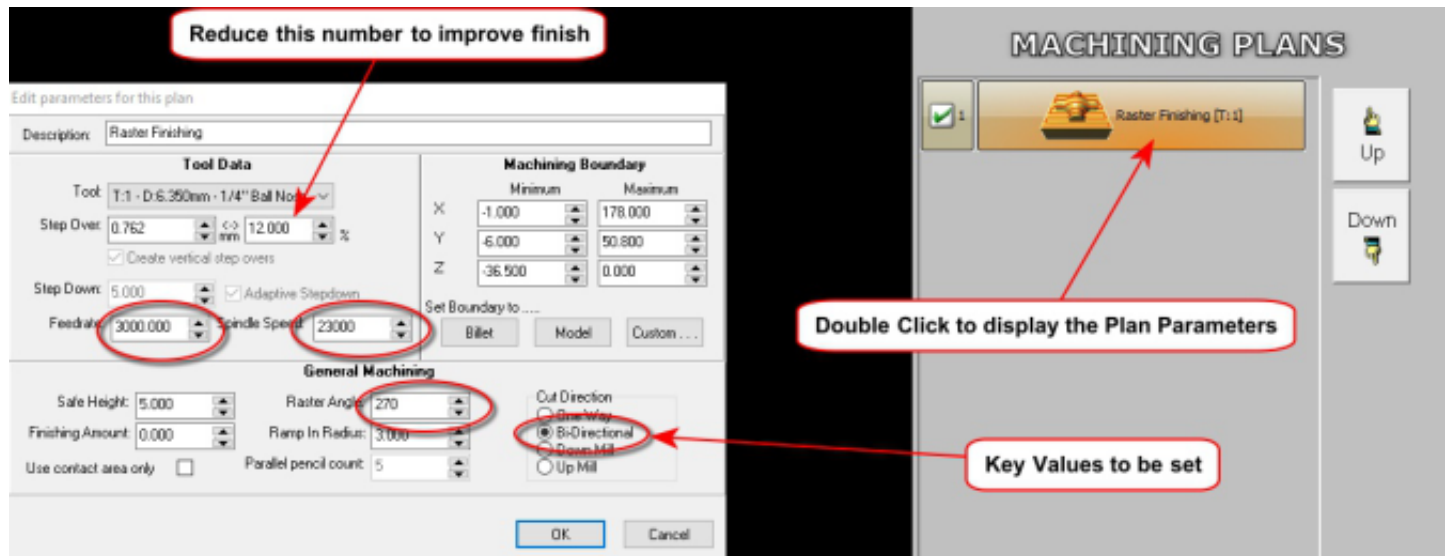 Reduce this number to improve finish
MACHINING PLANS
Edit parameters for this plan
Description: Raster Finishing
1 Raster Finishing [T:1]
Up
Down
Tool Data
Tool: T:1 - D:6.350mm - 1/4" Ball
Step Over: 0.762 <-> mm 12.000 %
Create vertical step overs
Step Down: 5.000 Adaptive Stepdown
Feedrate 3000.000 Spindle Speed 23000
Machining Boundary
Minimum Maximum
X -1.000 178.000
Y -6.000 50.800
Z -36.500 0.000
Set Boundary to ....
Billet Model Custom . . .
Double Click to display the Plan Parameters
General Machining
Safe Height: 5.000 Raster Angle 270
Finishing Amount: 0.000 Ramp In Radius: 3.000
Use contact area only Parallel pencil count: 5
Cut Direction
One Way
Bi-Directional
Down Mill
Up Mill
Key Values to be set
OK Cancel